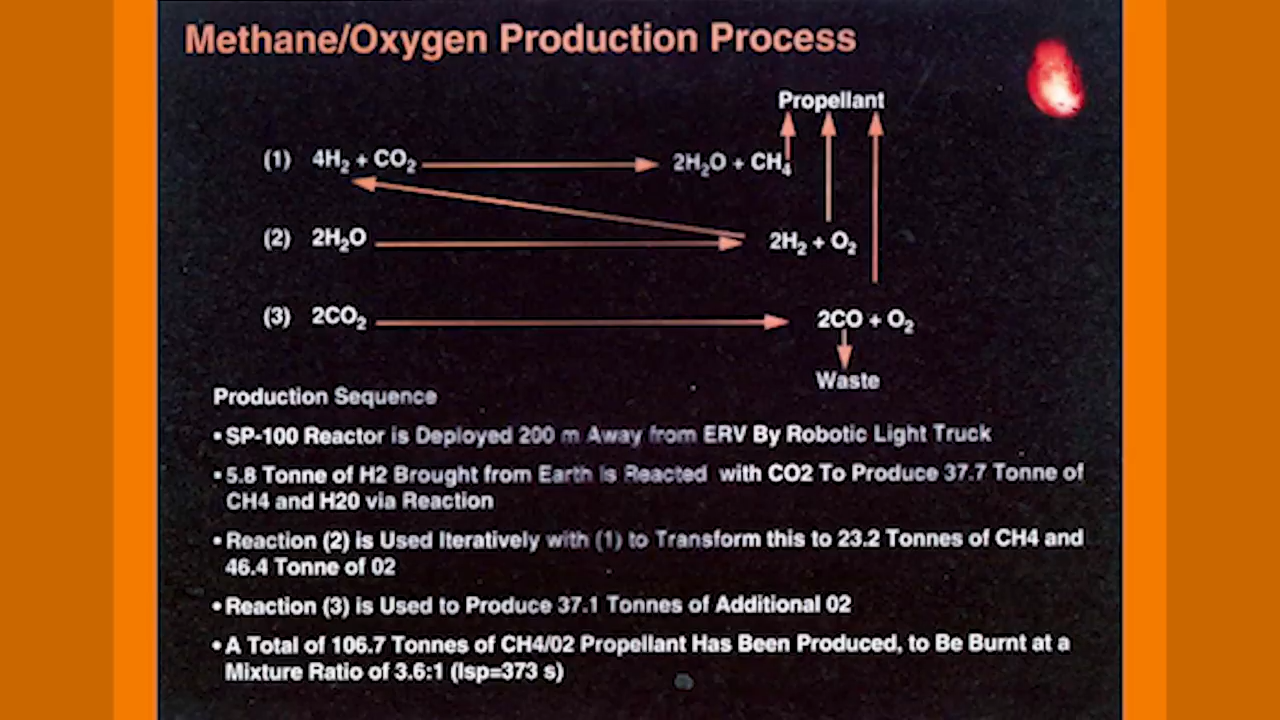 Methane/Oxygen Production Process
Propellant
(1) 4H₂ + CO₂ 2H₂O + CH₄
(2) 2H₂O 2H₂ + O₂
(3) 2CO₂ 2CO + O₂
Waste
Production Sequence
• SP-100 Reactor is Deployed 200 m Away from ERV By Robotic Light Truck
• 5.8 Tonne of H2 Brought from Earth is Reacted with CO2 To Produce 37.7 Tonne of
CH4 and H20 via Reaction
• Reaction (2) is Used Iteratively with (1) to Transform this to 23.2 Tonnes of CH4 and
46.4 Tonne of 02
• Reaction (3) is Used to Produce 37.1 Tonnes of Additional 02
• A Total of 106.7 Tonnes of CH4/02 Propellant Has Been Produced, to Be Burnt at a
Mixture Ratio of 3.6:1 (Isp=373 s)